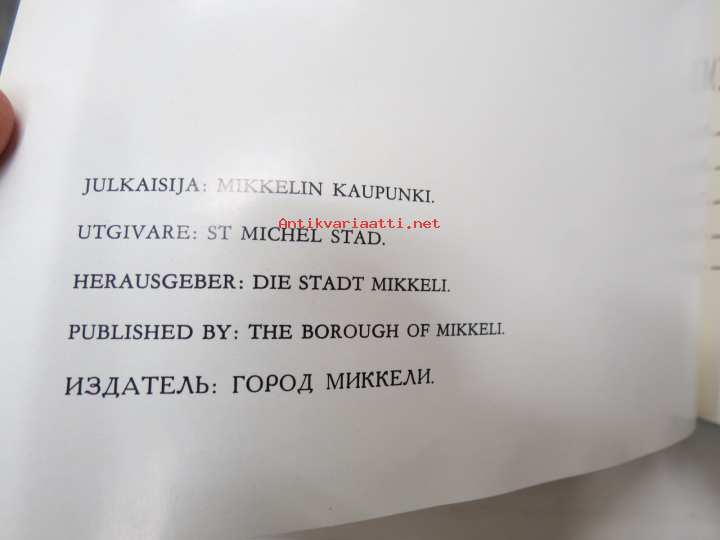 JULKAISIJA: MIKKELIN KAUPUNKI.
Antikvariaatti.net
UTGIVARE: ST MICHEL STAD.
HERAUSGEBER: DIE STADT MIKKELI.
PUBLISHED BY: THE BOROUGH OF MIKKELI.
ИЗДАТЕЛЬ: ГОРОД МИККЕЛИ.